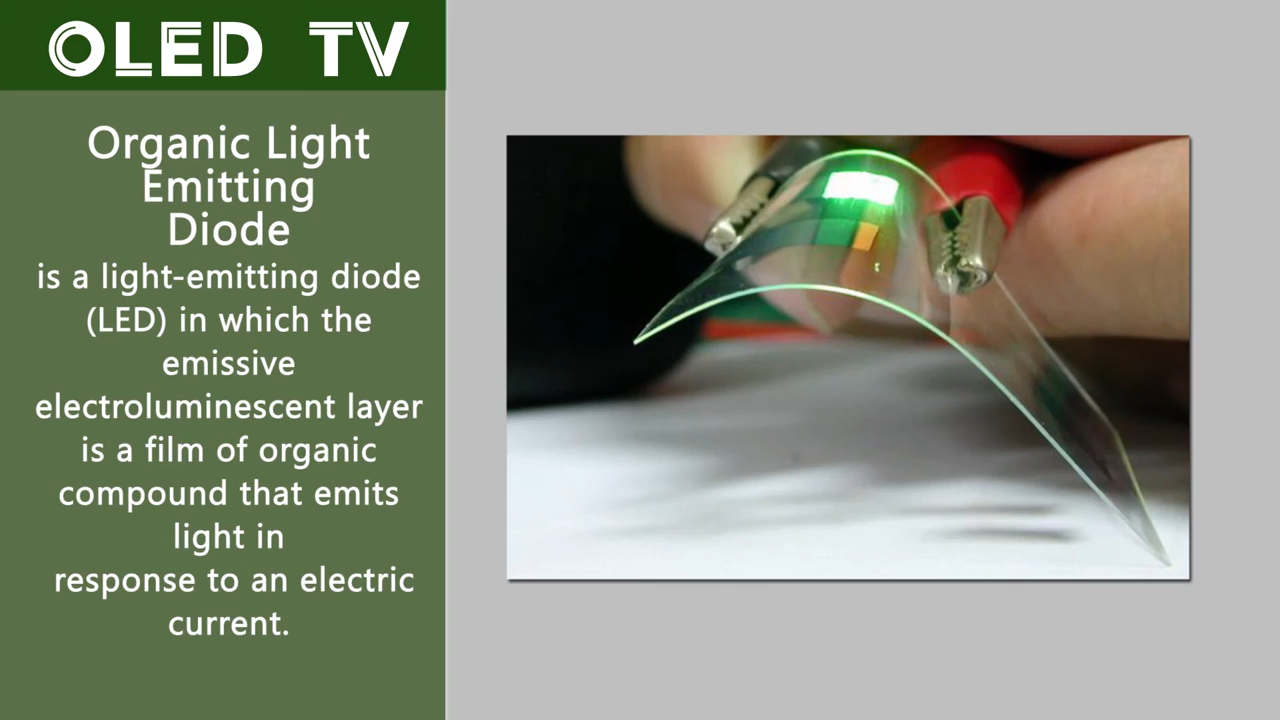 OLED TV
Organic Light
Emitting
Diode
is a light-emitting diode
(LED) in which the
emissive
electroluminescent layer
is a film of organic
compound that emits
light in
response to an electric
current.